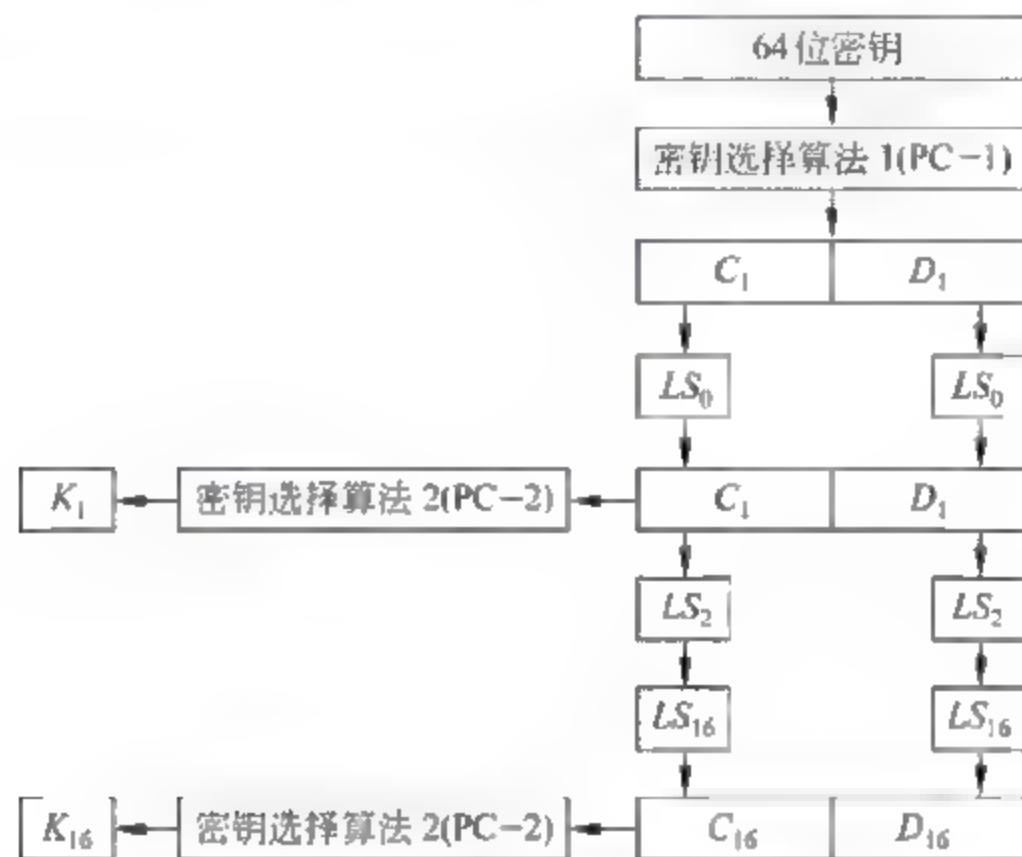 64位密钥
密钥选择算法 1(PC-1)
C₁ D₁
LS₀ LS₀
K₁ 密钥选择算法 2(PC-2) C₁ D₁
LS₂ LS₂
LS₁₆ LS₁₆
K₁₆ 密钥选择算法 2(PC-2) C₁₆ D₁₆